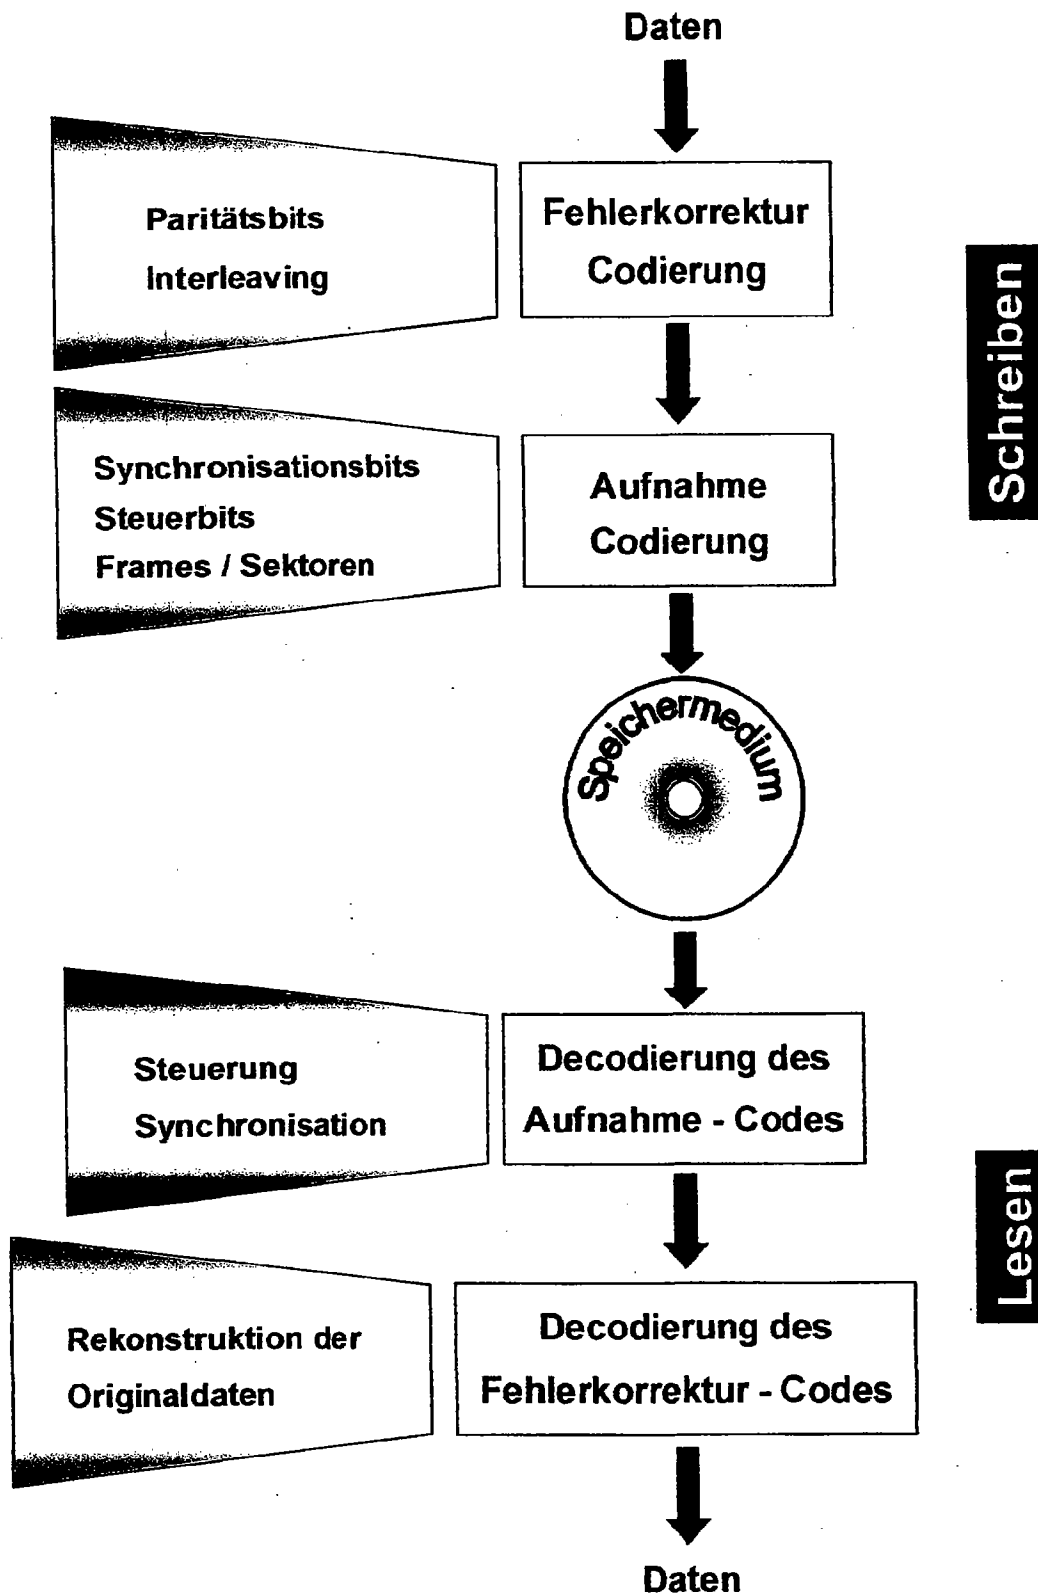 Daten
Paritätsbits
Interleaving
Fehlerkorrektur
Codierung
Schreiben
Synchronisationsbits
Steuerbits
Frames / Sektoren
Aufnahme
Codierung
Speichermedium
Steuerung
Synchronisation
Decodierung des
Aufnahme - Codes
Lesen
Rekonstruktion der
Originaldaten
Decodierung des
Fehlerkorrektur - Codes
Daten